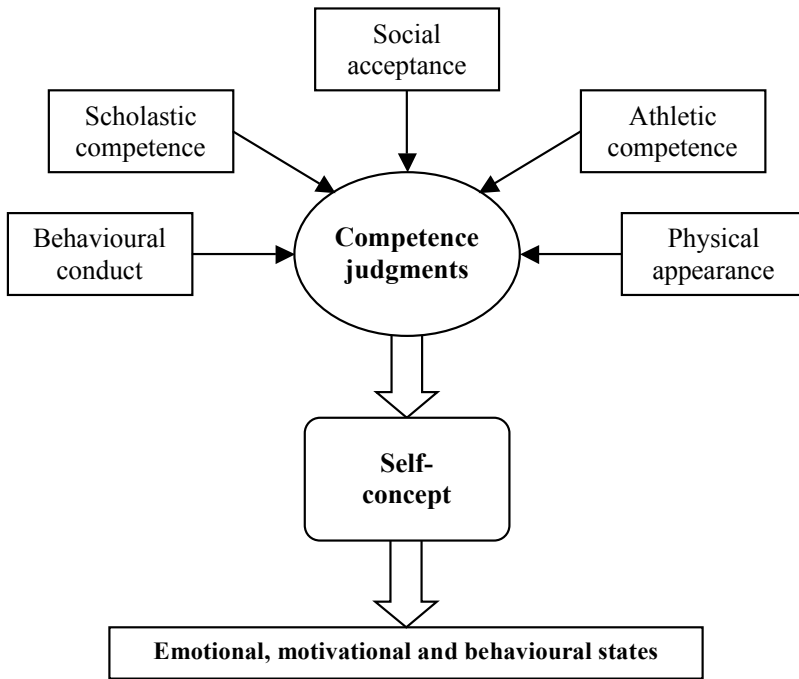 Social
acceptance
Scholastic
competence
Athletic
competence
Behavioural
conduct
Competence
judgments
Physical
appearance
Self-
concept
Emotional, motivational and behavioural states